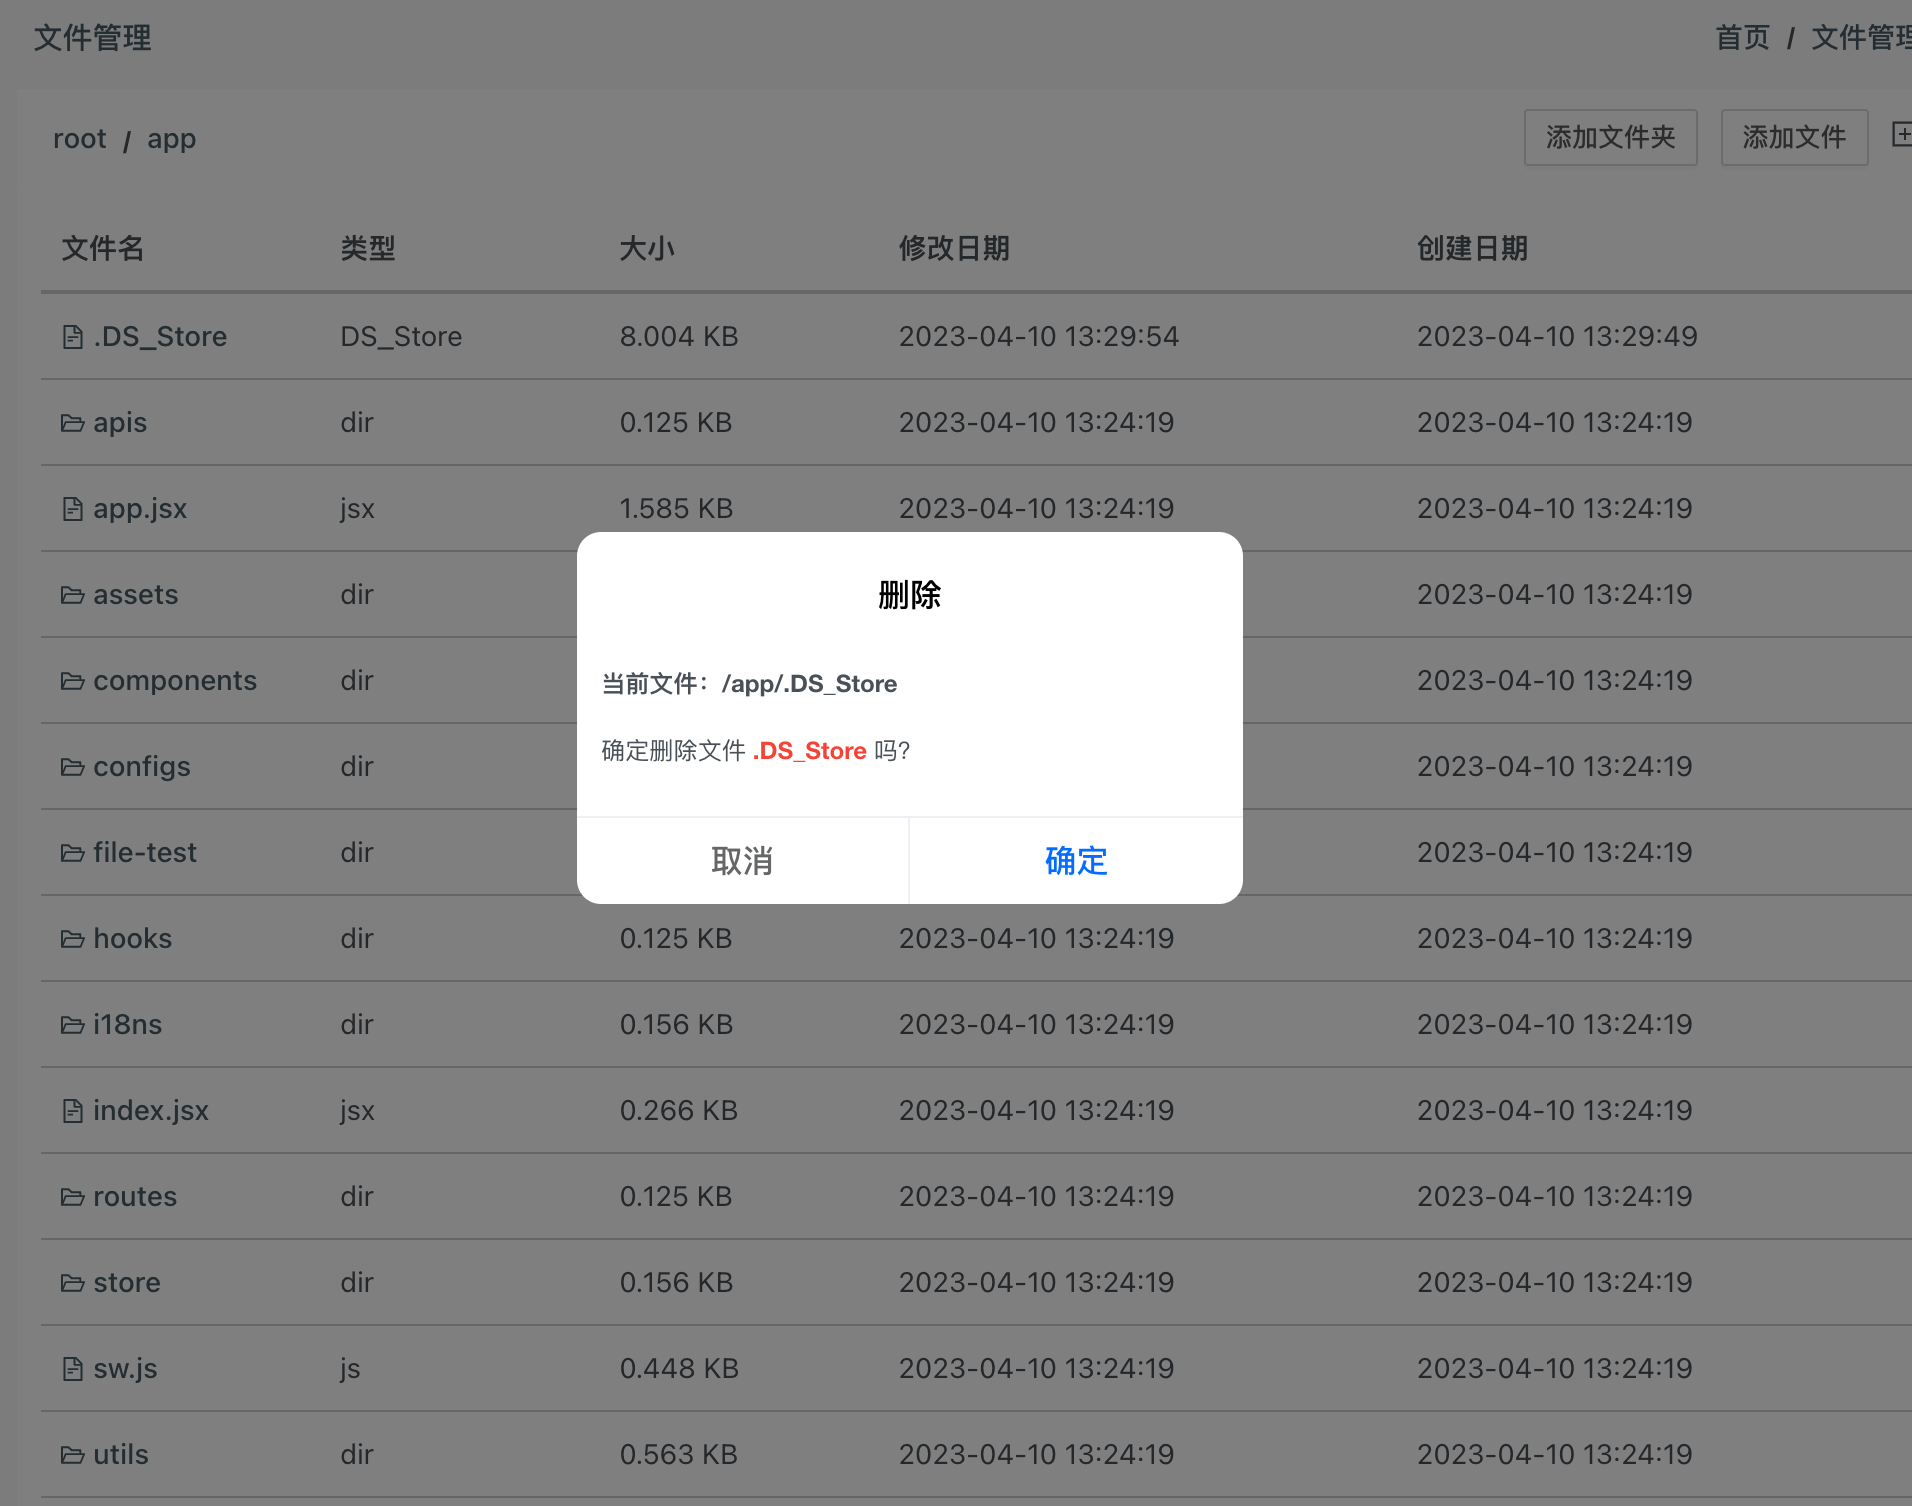 文件管理
首页 / 文件管理
root / app
添加文件夹 添加文件
文件名 类型 大小 修改日期 创建日期
.DS_Store DS_Store 8.004 KB 2023-04-10 13:29:54 2023-04-10 13:29:49
apis dir 0.125 KB 2023-04-10 13:24:19 2023-04-10 13:24:19
app.jsx jsx 1.585 KB 2023-04-10 13:24:19 2023-04-10 13:24:19
assets dir 2023-04-10 13:24:19
components dir 2023-04-10 13:24:19
configs dir 2023-04-10 13:24:19
file-test dir 2023-04-10 13:24:19
hooks dir 0.125 KB 2023-04-10 13:24:19 2023-04-10 13:24:19
i18ns dir 0.156 KB 2023-04-10 13:24:19 2023-04-10 13:24:19
index.jsx jsx 0.266 KB 2023-04-10 13:24:19 2023-04-10 13:24:19
routes dir 0.125 KB 2023-04-10 13:24:19 2023-04-10 13:24:19
store dir 0.156 KB 2023-04-10 13:24:19 2023-04-10 13:24:19
sw.js js 0.448 KB 2023-04-10 13:24:19 2023-04-10 13:24:19
utils dir 0.563 KB 2023-04-10 13:24:19 2023-04-10 13:24:19
删除
当前文件：/app/.DS_Store
确定删除文件 .DS_Store 吗？
取消 确定